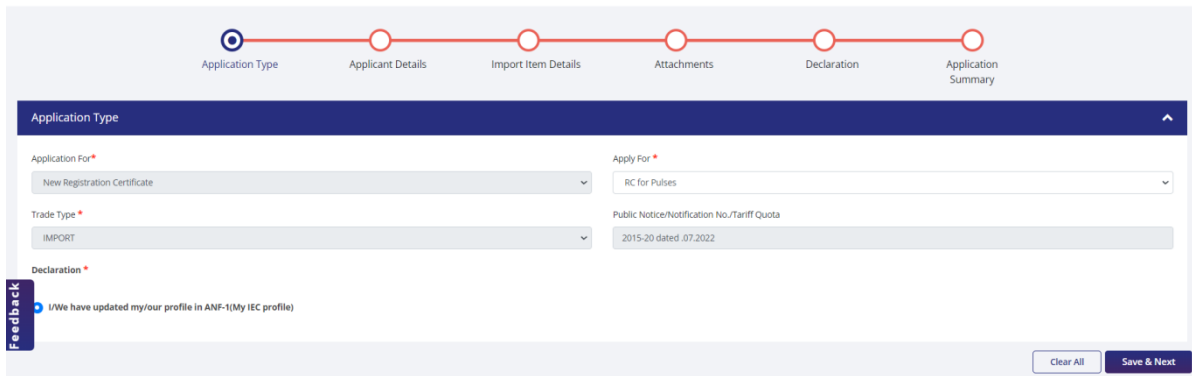 Application Type
Applicant Details
Import Item Details
Attachments
Declaration
Application
Summary
Application Type
Application For*
Apply For *
New Registration Certificate
RC for Pulses
Trade Type *
Public Notice/Notification No./Tariff Quota
IMPORT
2015-20 dated .07.2022
Declaration *
I/We have updated my/our profile in ANF-1(My IEC profile)
Feedback
Clear All
Save & Next